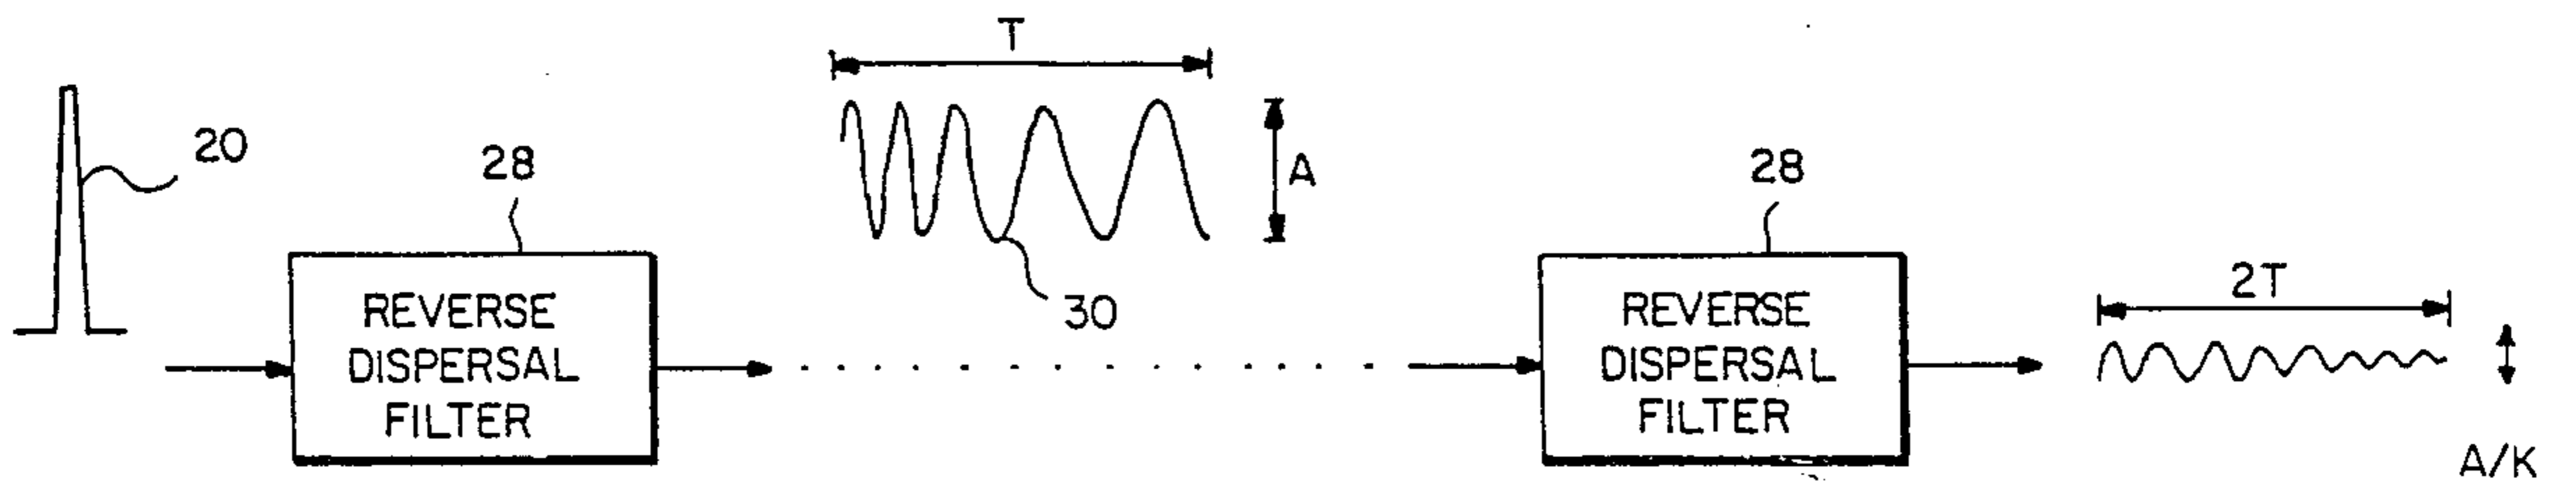 T
20
28
A
28
30
2T
REVERSE
DISPERSAL
FILTER
REVERSE
DISPERSAL
FILTER
A/K